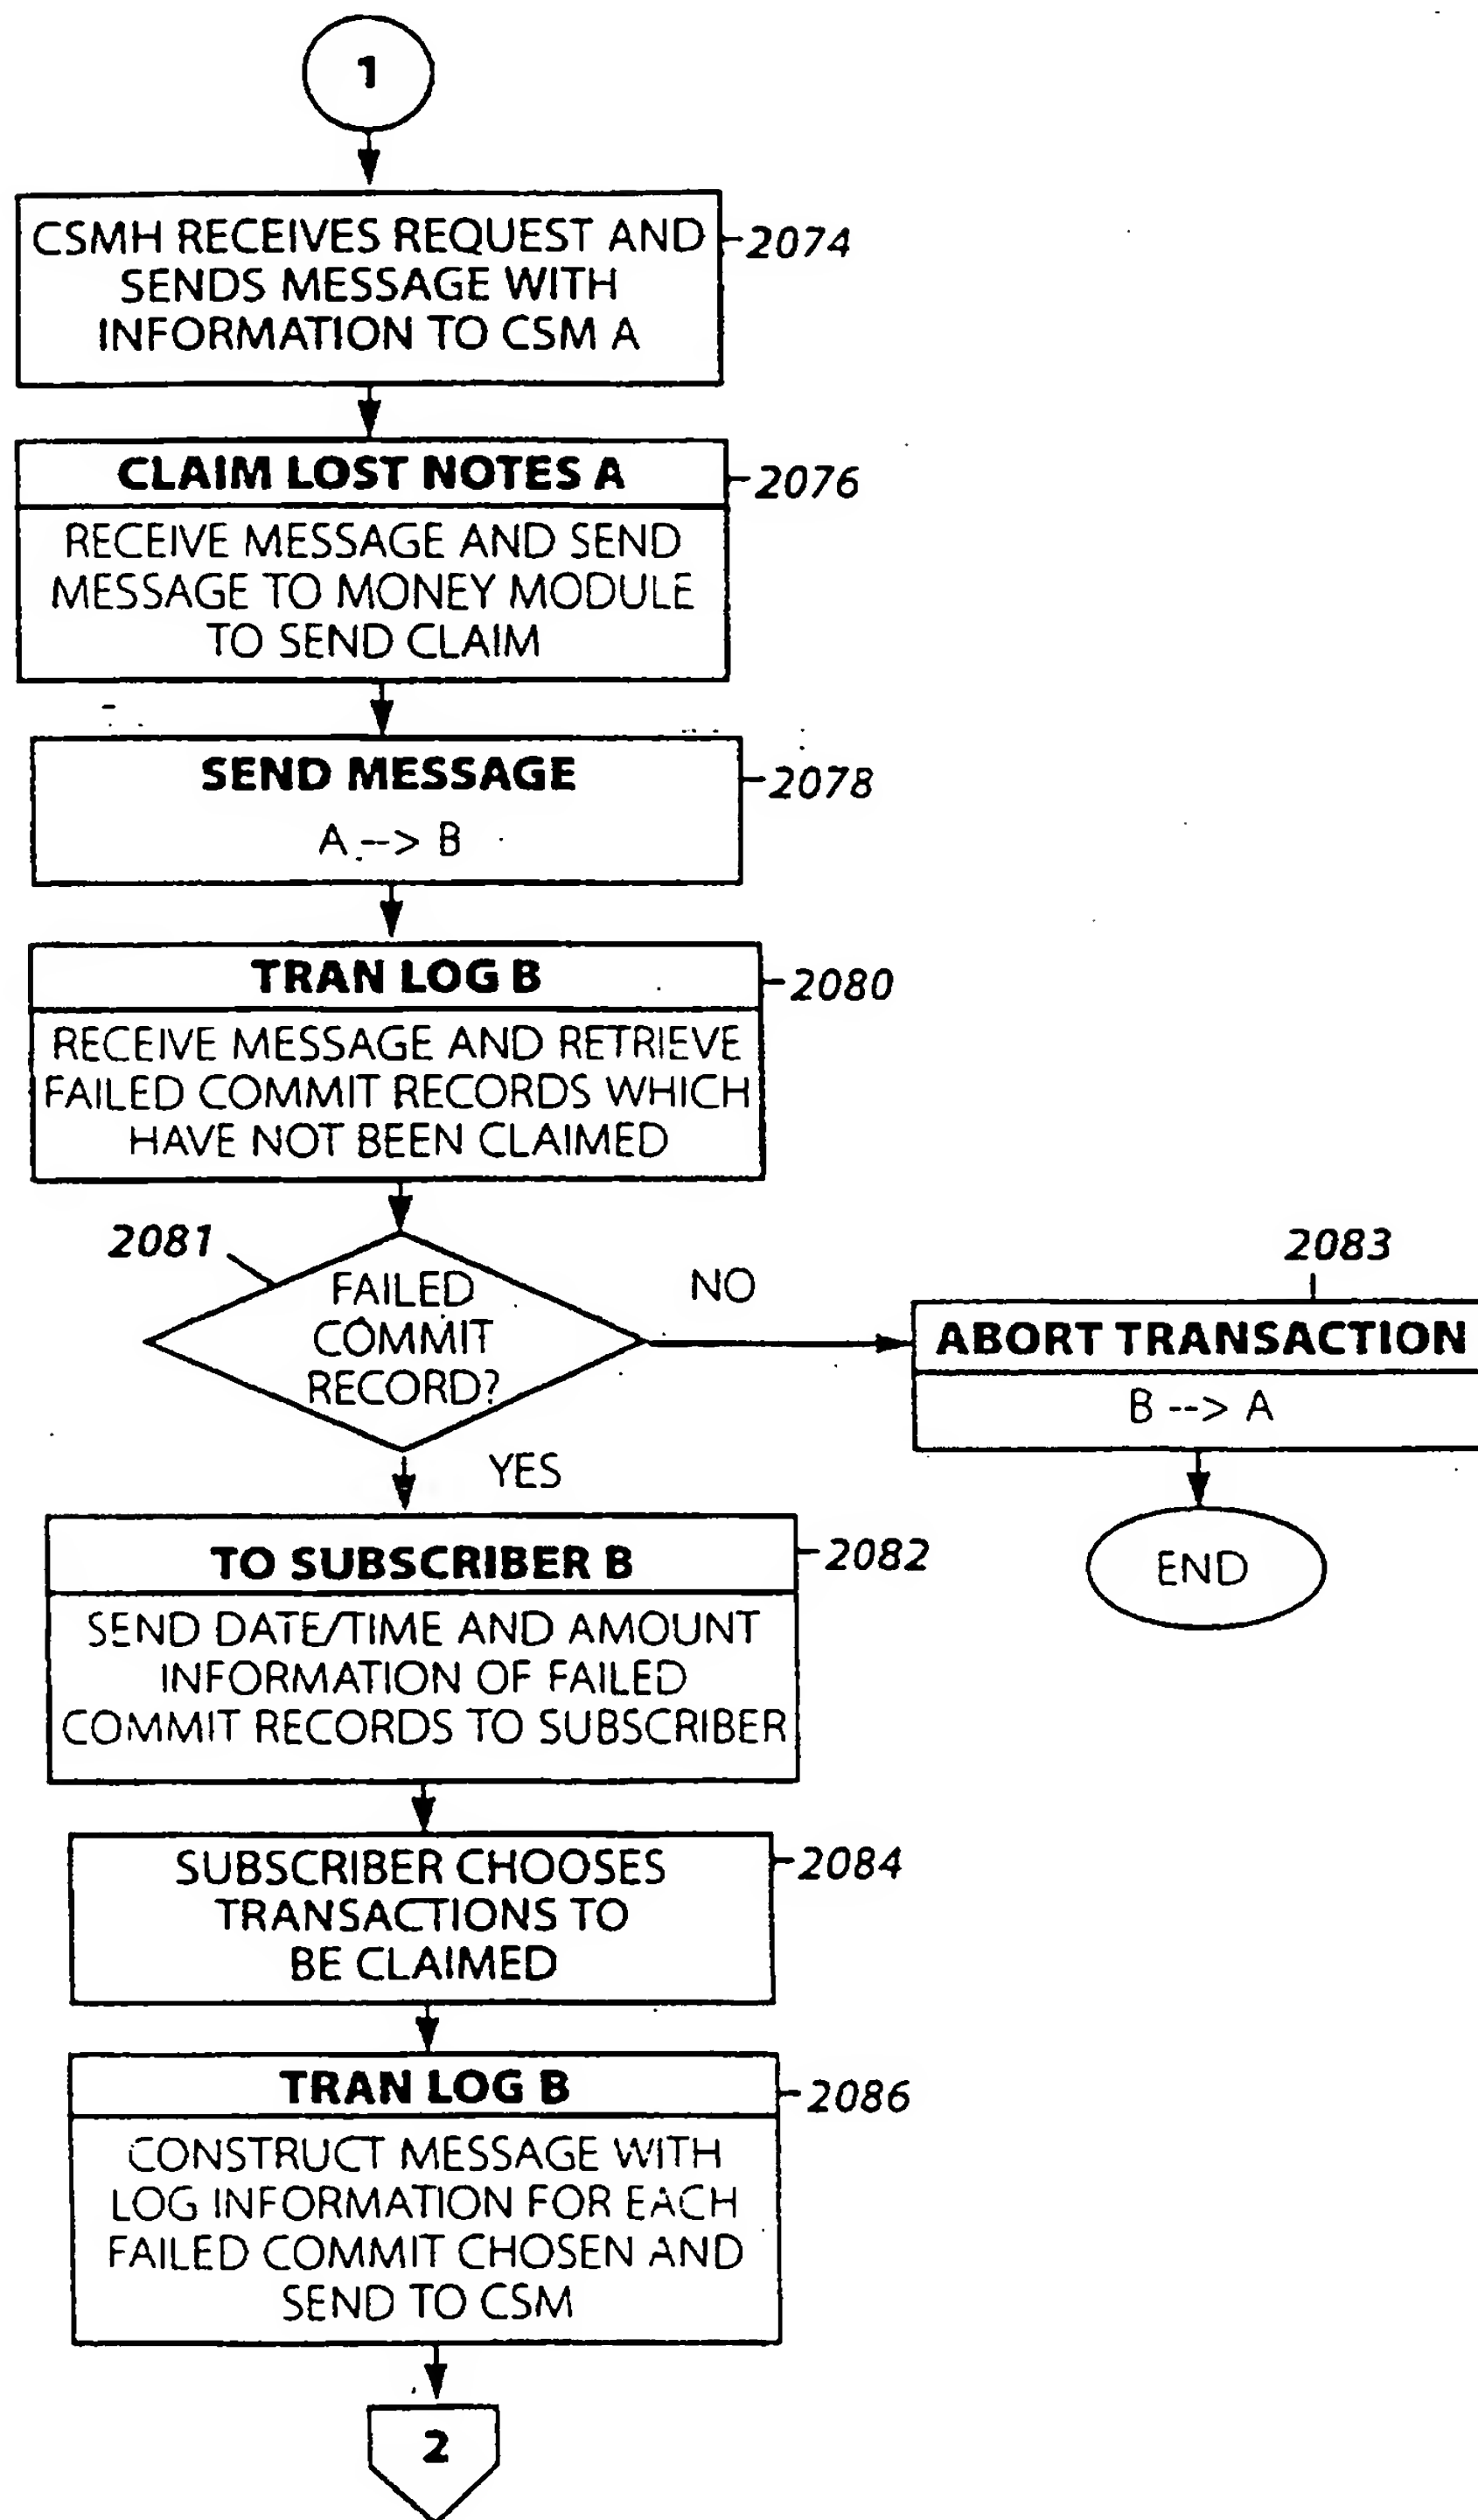 1
CSMH RECEIVES REQUEST AND
SENDS MESSAGE WITH
INFORMATION TO CSM A
2074
CLAIM LOST NOTES A
2076
RECEIVE MESSAGE AND SEND
MESSAGE TO MONEY MODULE
TO SEND CLAIM
SEND MESSAGE
2078
A --> B
TRAN LOG B
2080
RECEIVE MESSAGE AND RETRIEVE
FAILED COMMIT RECORDS WHICH
HAVE NOT BEEN CLAIMED
2081
FAILED
COMMIT
RECORD?
NO
2083
ABORT TRANSACTION
B --> A
END
YES
TO SUBSCRIBER B
2082
SEND DATE/TIME AND AMOUNT
INFORMATION OF FAILED
COMMIT RECORDS TO SUBSCRIBER
SUBSCRIBER CHOOSES
TRANSACTIONS TO
BE CLAIMED
2084
TRAN LOG B
2086
CONSTRUCT MESSAGE WITH
LOG INFORMATION FOR EACH
FAILED COMMIT CHOSEN AND
SEND TO CSM
2